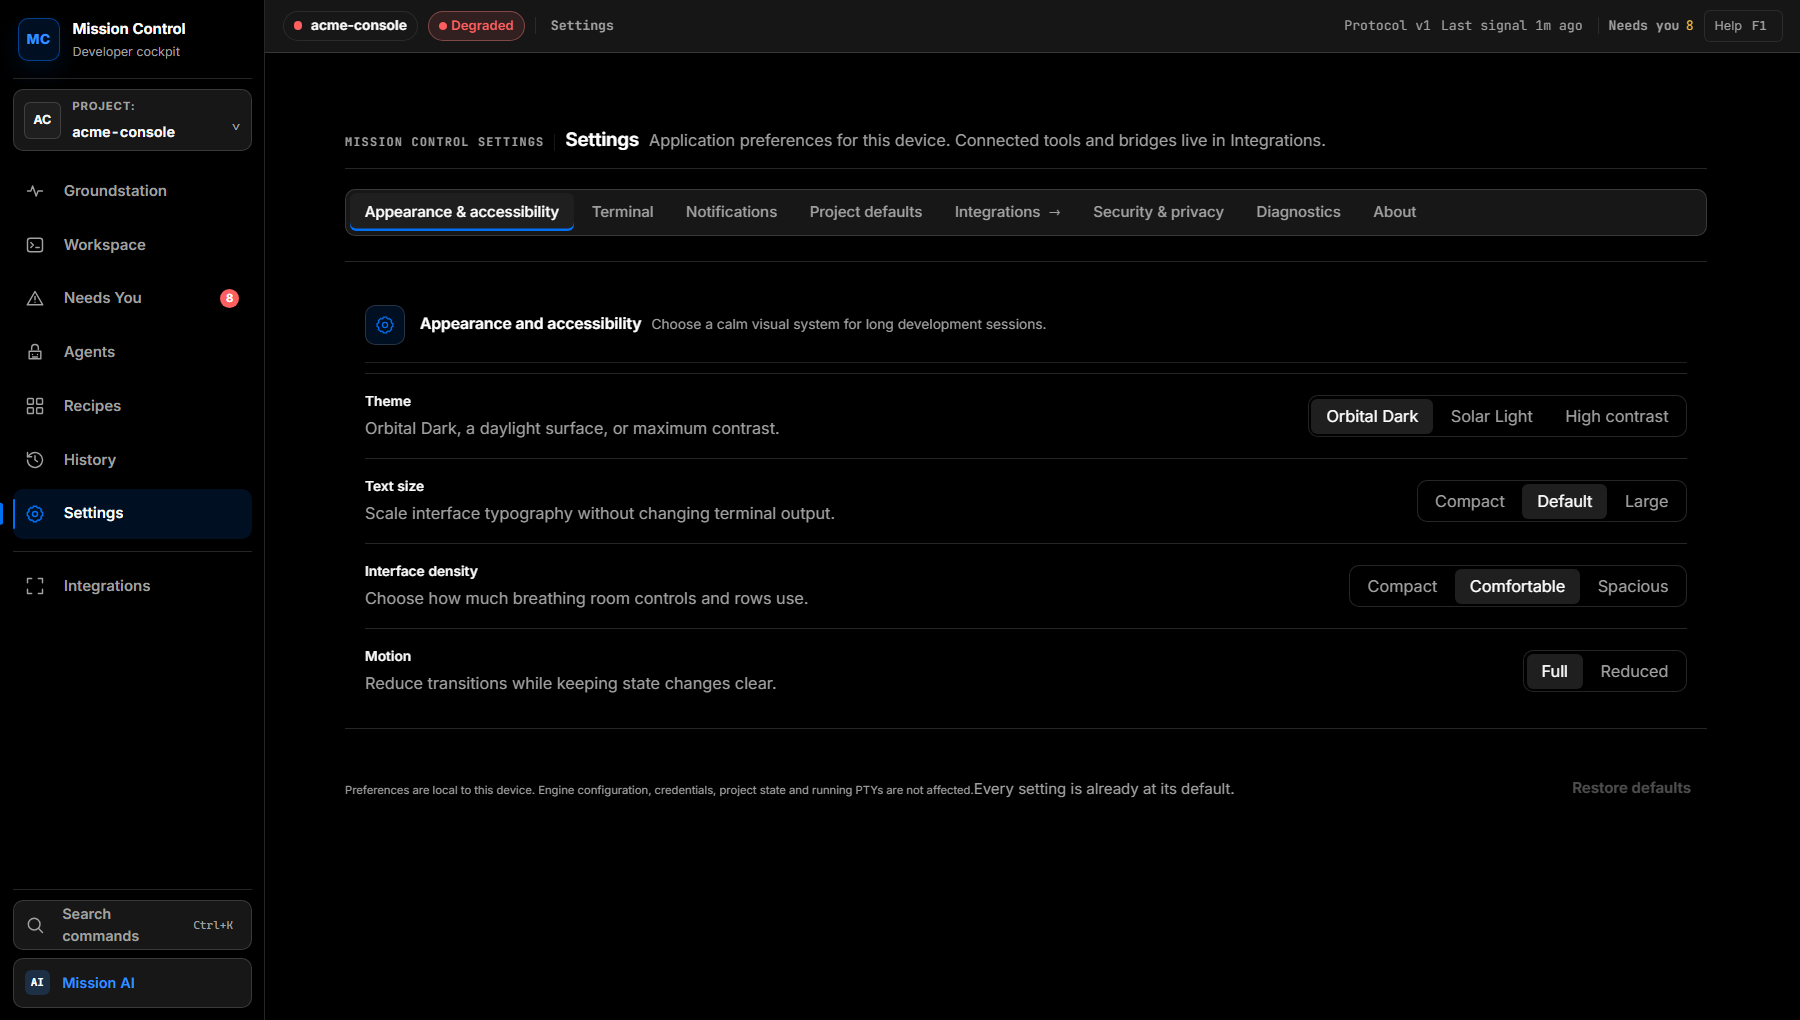 MC
Mission Control
Developer cockpit
AC
PROJECT:
acme-console
Groundstation
Workspace
Needs You 8
Agents
Recipes
History
Settings
Integrations
Search commands Ctrl+K
AI Mission AI
acme-console Degraded Settings
Protocol v1 Last signal 1m ago Needs you 8 Help F1
MISSION CONTROL SETTINGS Settings Application preferences for this device. Connected tools and bridges live in Integrations.
Appearance & accessibility Terminal Notifications Project defaults Integrations → Security & privacy Diagnostics About
Appearance and accessibility Choose a calm visual system for long development sessions.
Theme
Orbital Dark, a daylight surface, or maximum contrast.
Orbital Dark Solar Light High contrast
Text size
Scale interface typography without changing terminal output.
Compact Default Large
Interface density
Choose how much breathing room controls and rows use.
Compact Comfortable Spacious
Motion
Reduce transitions while keeping state changes clear.
Full Reduced
Preferences are local to this device. Engine configuration, credentials, project state and running PTYs are not affected.Every setting is already at its default.
Restore defaults